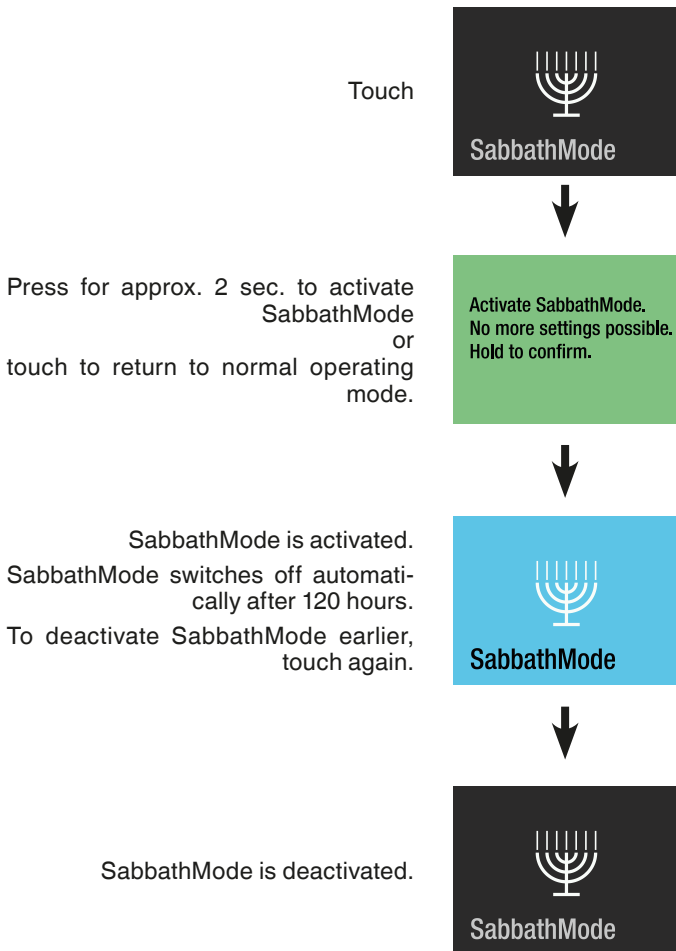 Touch
SabbathMode
Press for approx. 2 sec. to activate
SabbathMode
or
touch to return to normal operating
mode.
Activate SabbathMode.
No more settings possible.
Hold to confirm.
SabbathMode is activated.
SabbathMode switches off automati-
cally after 120 hours.
To deactivate SabbathMode earlier,
touch again.
SabbathMode
SabbathMode is deactivated.
SabbathMode